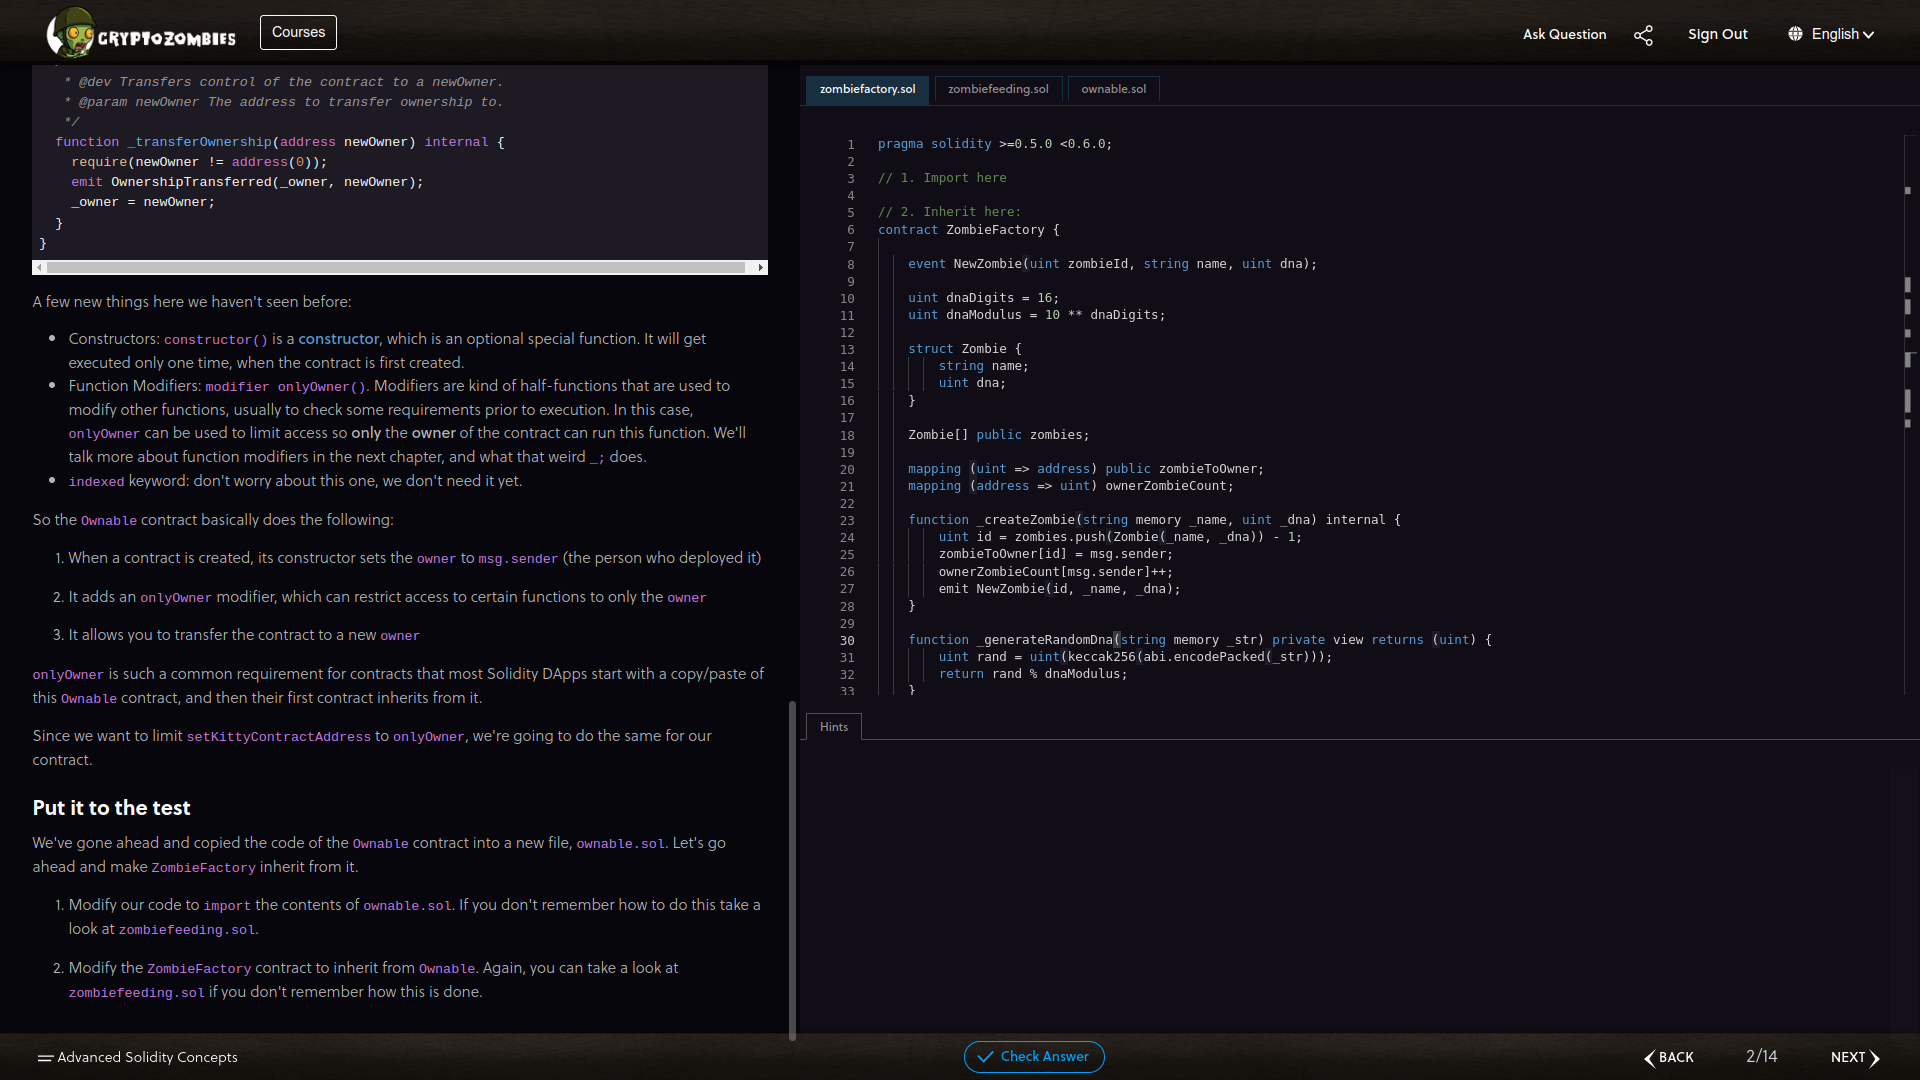 CRYPTOZOMBIES
Courses
Ask Question
Sign Out
English
* @dev Transfers control of the contract to a newOwner.
* @param newOwner The address to transfer ownership to.
*/
function _transferOwnership(address newOwner) internal {
require(newOwner != address(0));
emit OwnershipTransferred(_owner, newOwner);
_owner = newOwner;
}
}
A few new things here we haven't seen before:
Constructors: constructor() is a constructor, which is an optional special function. It will get
executed only one time, when the contract is first created.
Function Modifiers: modifier onlyOwner(). Modifiers are kind of half-functions that are used to
modify other functions, usually to check some requirements prior to execution. In this case,
onlyOwner can be used to limit access so only the owner of the contract can run this function. We'll
talk more about function modifiers in the next chapter, and what that weird _; does.
indexed keyword: don't worry about this one, we don't need it yet.
So the Ownable contract basically does the following:
1. When a contract is created, its constructor sets the owner to msg.sender (the person who deployed it)
2. It adds an onlyOwner modifier, which can restrict access to certain functions to only the owner
3. It allows you to transfer the contract to a new owner
onlyOwner is such a common requirement for contracts that most Solidity DApps start with a copy/paste of
this Ownable contract, and then their first contract inherits from it.
Since we want to limit setKittyContractAddress to onlyOwner, we're going to do the same for our
contract.
Put it to the test
We've gone ahead and copied the code of the Ownable contract into a new file, ownable.sol. Let's go
ahead and make ZombieFactory inherit from it.
1. Modify our code to import the contents of ownable.sol. If you don't remember how to do this take a
look at zombiefeeding.sol.
2. Modify the ZombieFactory contract to inherit from Ownable. Again, you can take a look at
zombiefeeding.sol if you don't remember how this is done.
zombiefactory.sol
zombiefeeding.sol
ownable.sol
1 pragma solidity >=0.5.0 <0.6.0;
2
3 // 1. Import here
4
5 // 2. Inherit here:
6 contract ZombieFactory {
7
8 event NewZombie(uint zombieId, string name, uint dna);
9
10 uint dnaDigits = 16;
11 uint dnaModulus = 10 ** dnaDigits;
12
13 struct Zombie {
14 string name;
15 uint dna;
16 }
17
18 Zombie[] public zombies;
19
20 mapping (uint => address) public zombieToOwner;
21 mapping (address => uint) ownerZombieCount;
22
23 function _createZombie(string memory _name, uint _dna) internal {
24 uint id = zombies.push(Zombie(_name, _dna)) - 1;
25 zombieToOwner[id] = msg.sender;
26 ownerZombieCount[msg.sender]++;
27 emit NewZombie(id, _name, _dna);
28 }
29
30 function _generateRandomDna(string memory _str) private view returns (uint) {
31 uint rand = uint(keccak256(abi.encodePacked(_str)));
32 return rand % dnaModulus;
33 }
Hints
Advanced Solidity Concepts
Check Answer
BACK
2/14
NEXT